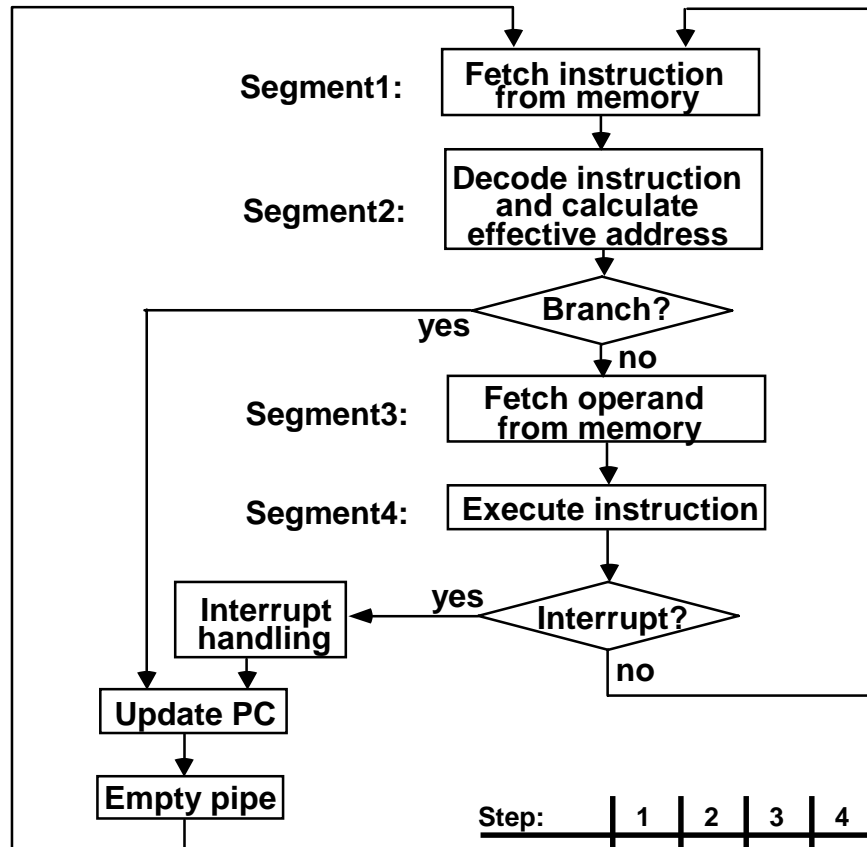 Segment1:
Fetch instruction
from memory
Segment2:
Decode instruction
and calculate
effective address
Branch?
yes
no
Segment3:
Fetch operand
from memory
Segment4:
Execute instruction
Interrupt?
yes
no
Interrupt
handling
Update PC
Empty pipe
Step: 1 2 3 4